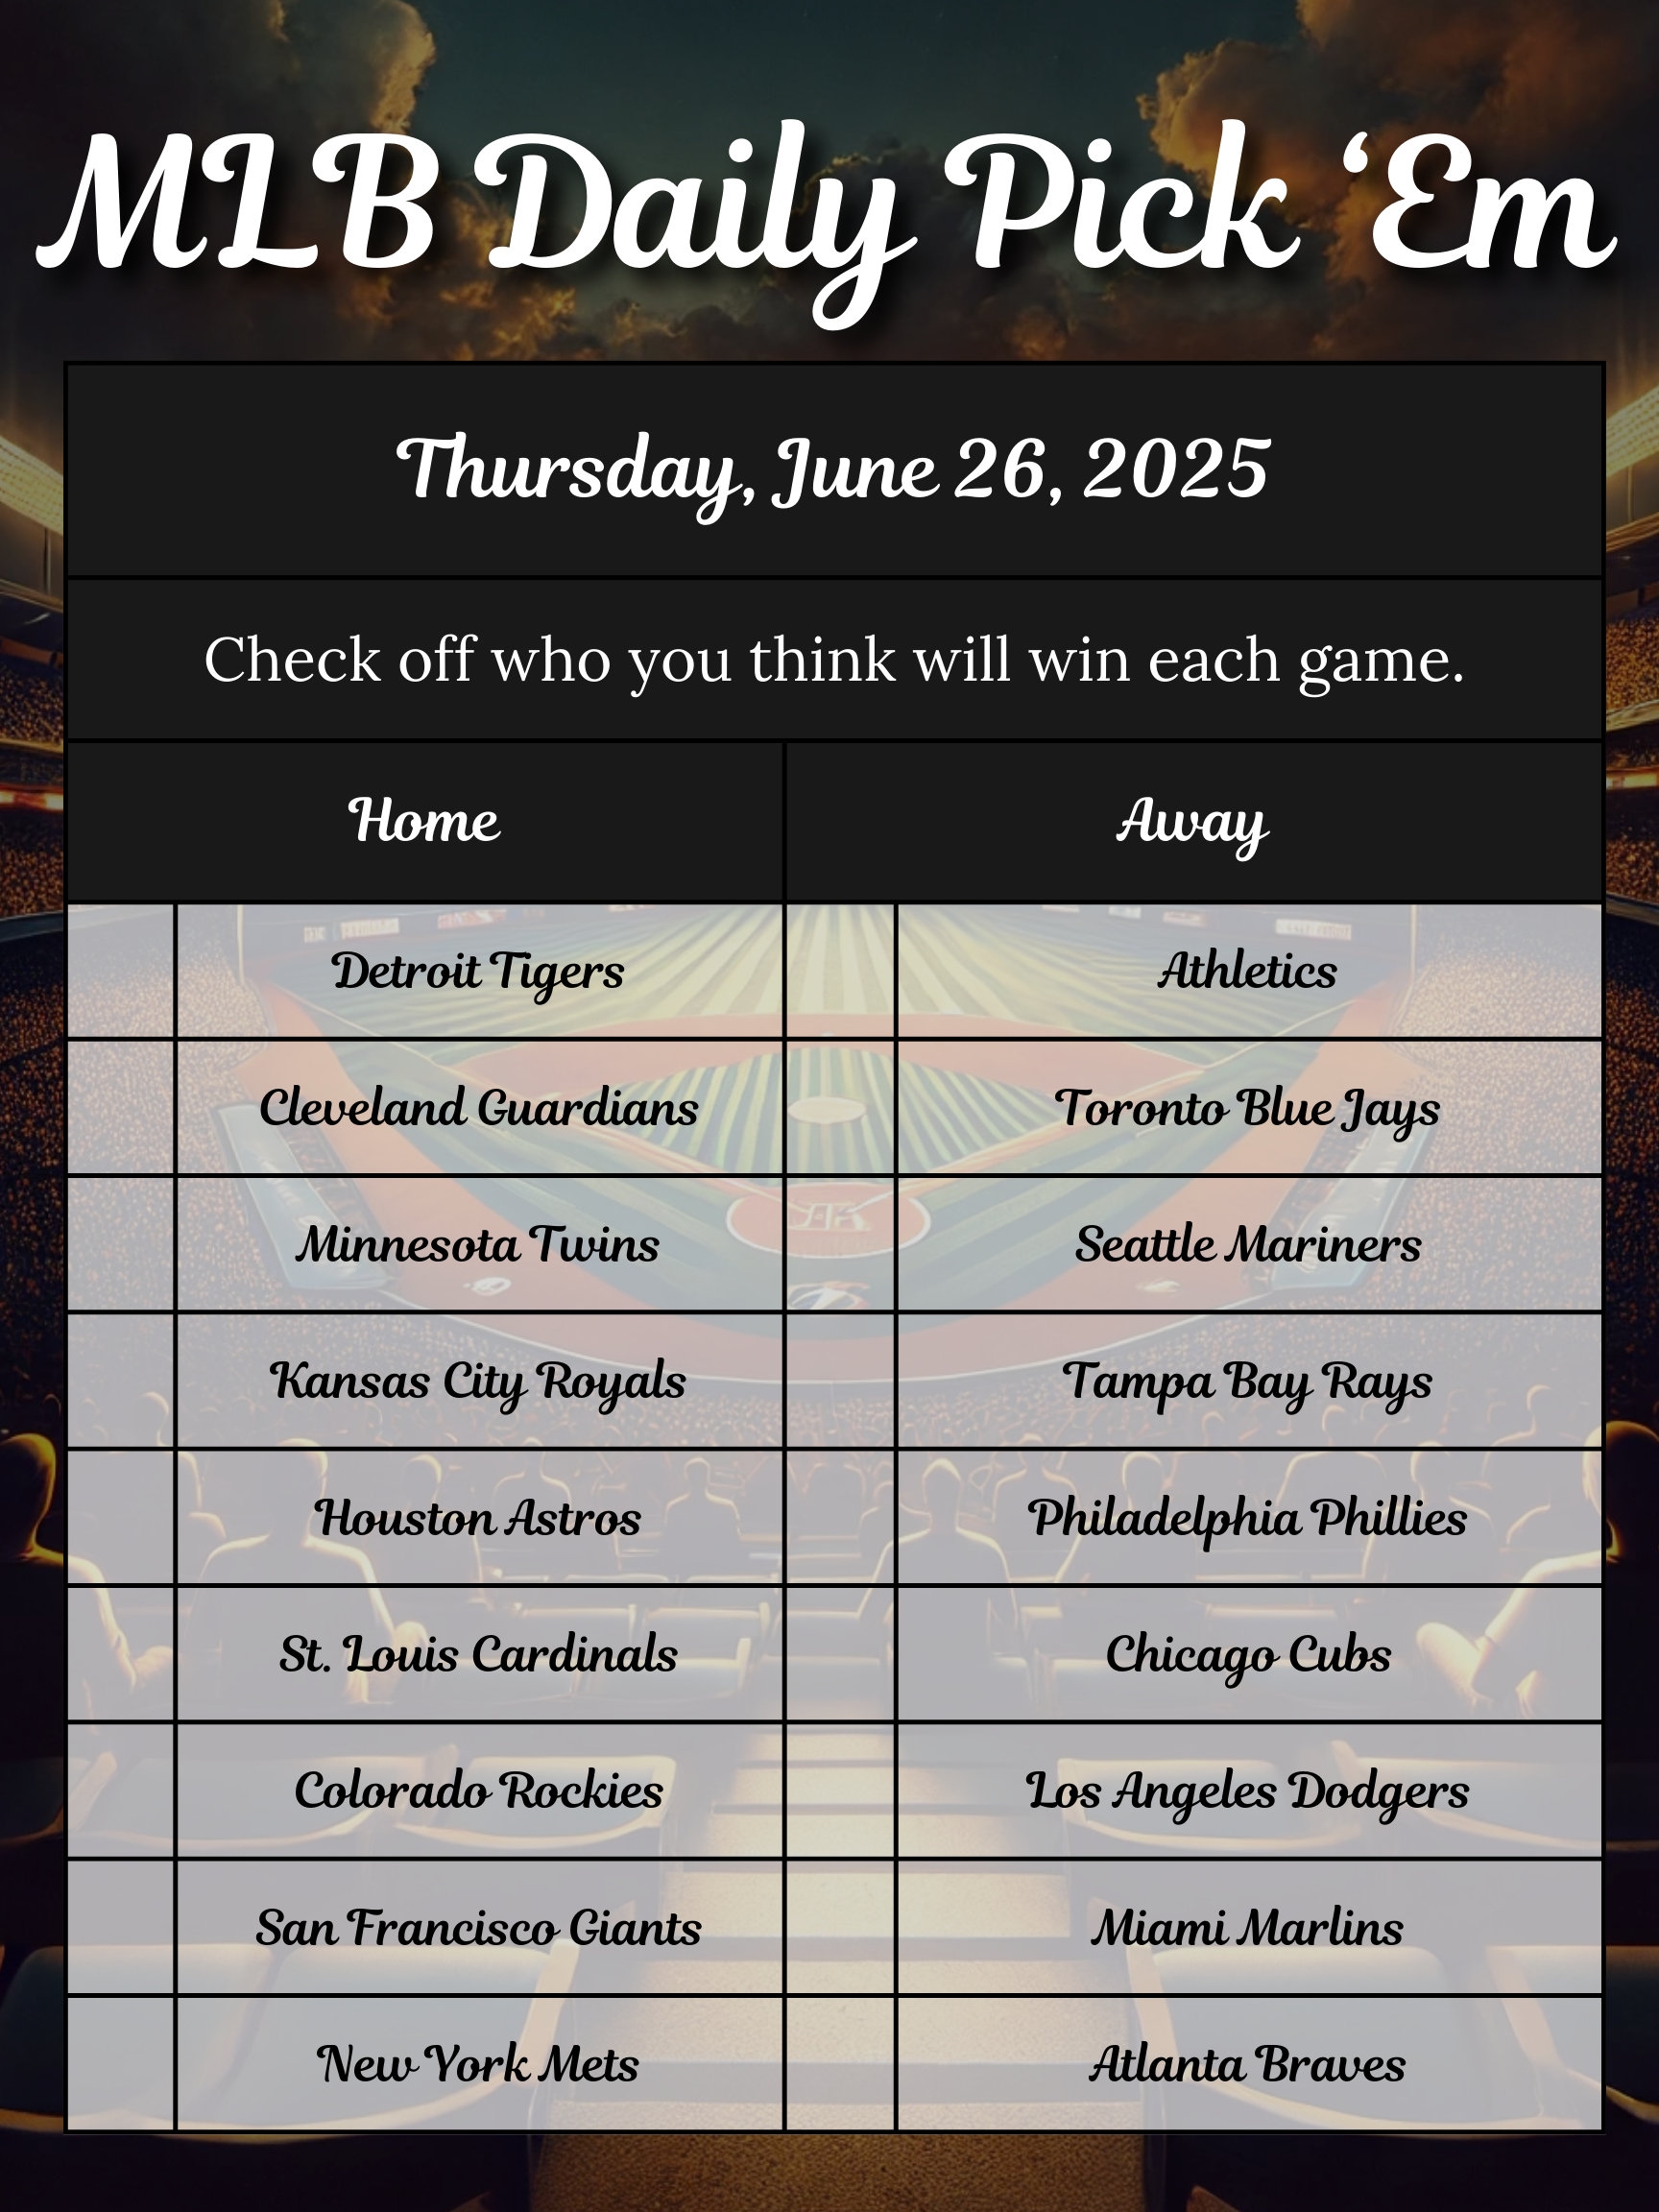 MLB Daily Pick ‘Em
Thursday, June 26, 2025
Check off who you think will win each game.
Home Away
Detroit Tigers Athletics
Cleveland Guardians Toronto Blue Jays
Minnesota Twins Seattle Mariners
Kansas City Royals Tampa Bay Rays
Houston Astros Philadelphia Phillies
St. Louis Cardinals Chicago Cubs
Colorado Rockies Los Angeles Dodgers
San Francisco Giants Miami Marlins
New York Mets Atlanta Braves